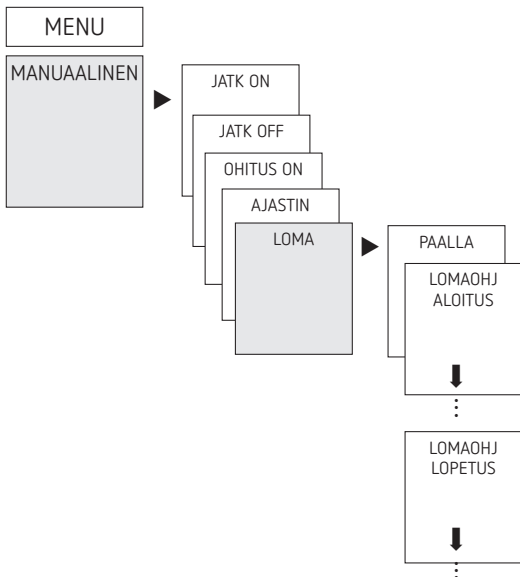 MENU
MANUAALINEN
JATK ON
JATK OFF
OHITUS ON
AJASTIN
LOMA
PAALLA
LOMAOHJ
ALOITUS
LOMAOHJ
LOPETUS